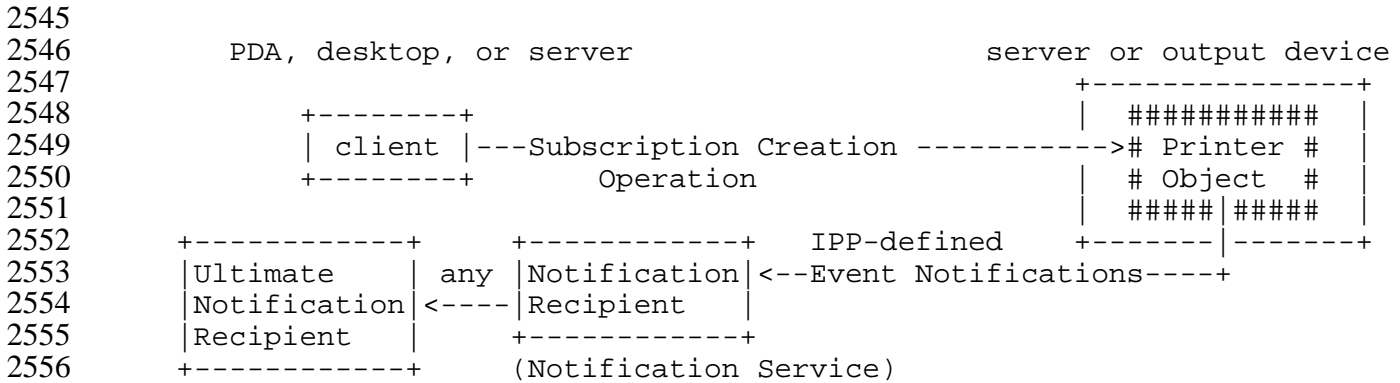 2545
2546 PDA, desktop, or server server or output device
2547 +---------------+
2548 +--------+ | ########### |
2549 | client |---Subscription Creation -----------># Printer # |
2550 +--------+ Operation | # Object # |
2551 | #####|##### |
2552 +------------+ +------------+ IPP-defined +-------|-------+
2553 |Ultimate | any |Notification|<--Event Notifications----+
2554 |Notification|<----|Recipient |
2555 |Recipient | +------------+
2556 +------------+ (Notification Service)